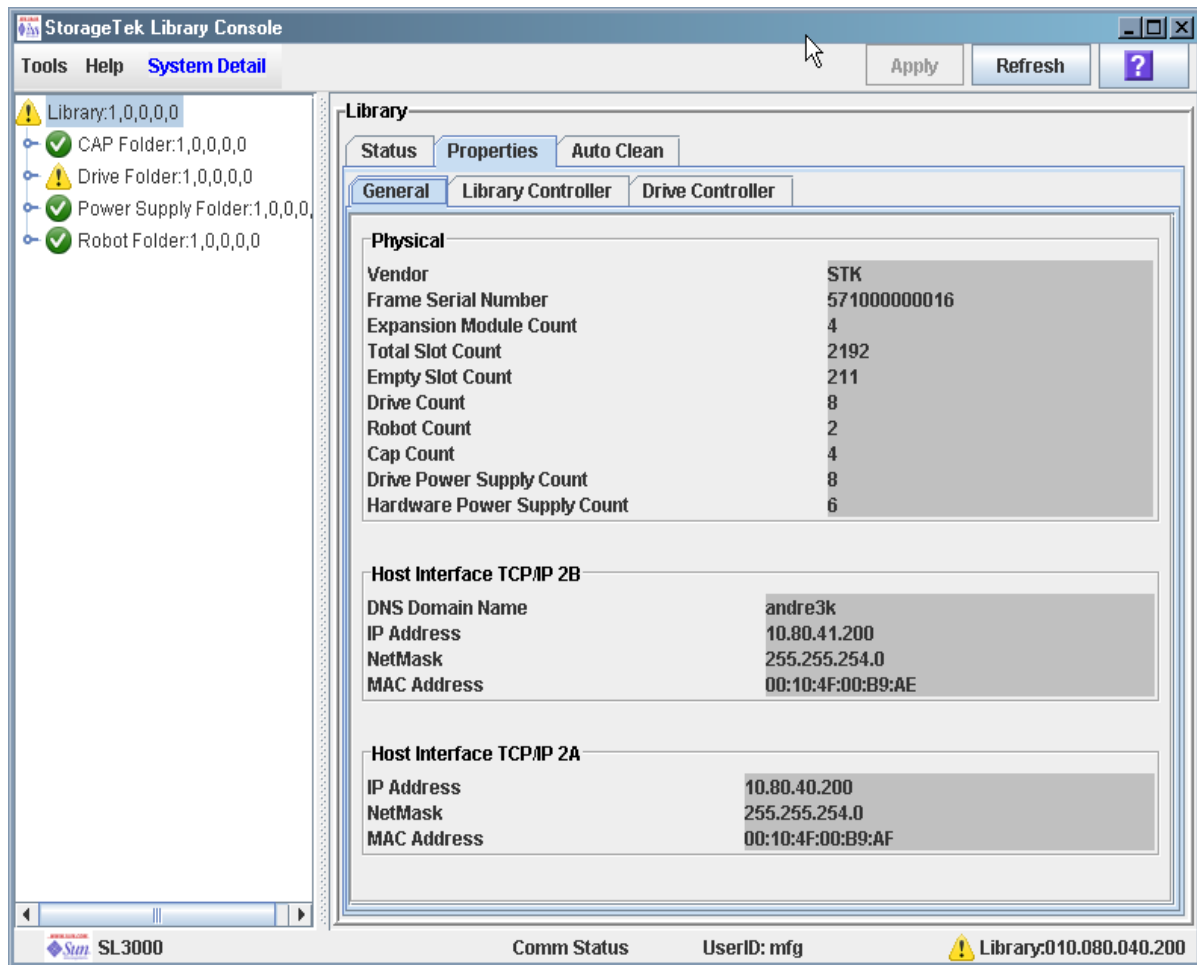 StorageTek Library Console
Tools Help System Detail Apply Refresh ?
Library:1,0,0,0,0
CAP Folder:1,0,0,0,0
Drive Folder:1,0,0,0,0
Power Supply Folder:1,0,0,0,
Robot Folder:1,0,0,0,0
Library
Status Properties Auto Clean
General Library Controller Drive Controller
Physical
Vendor STK
Frame Serial Number 571000000016
Expansion Module Count 4
Total Slot Count 2192
Empty Slot Count 211
Drive Count 8
Robot Count 2
Cap Count 4
Drive Power Supply Count 8
Hardware Power Supply Count 6
Host Interface TCP/IP 2B
DNS Domain Name andre3k
IP Address 10.80.41.200
NetMask 255.255.254.0
MAC Address 00:10:4F:00:B9:AE
Host Interface TCP/IP 2A
IP Address 10.80.40.200
NetMask 255.255.254.0
MAC Address 00:10:4F:00:B9:AF
Sun SL3000 Comm Status UserID: mfg Library:010.080.040.200